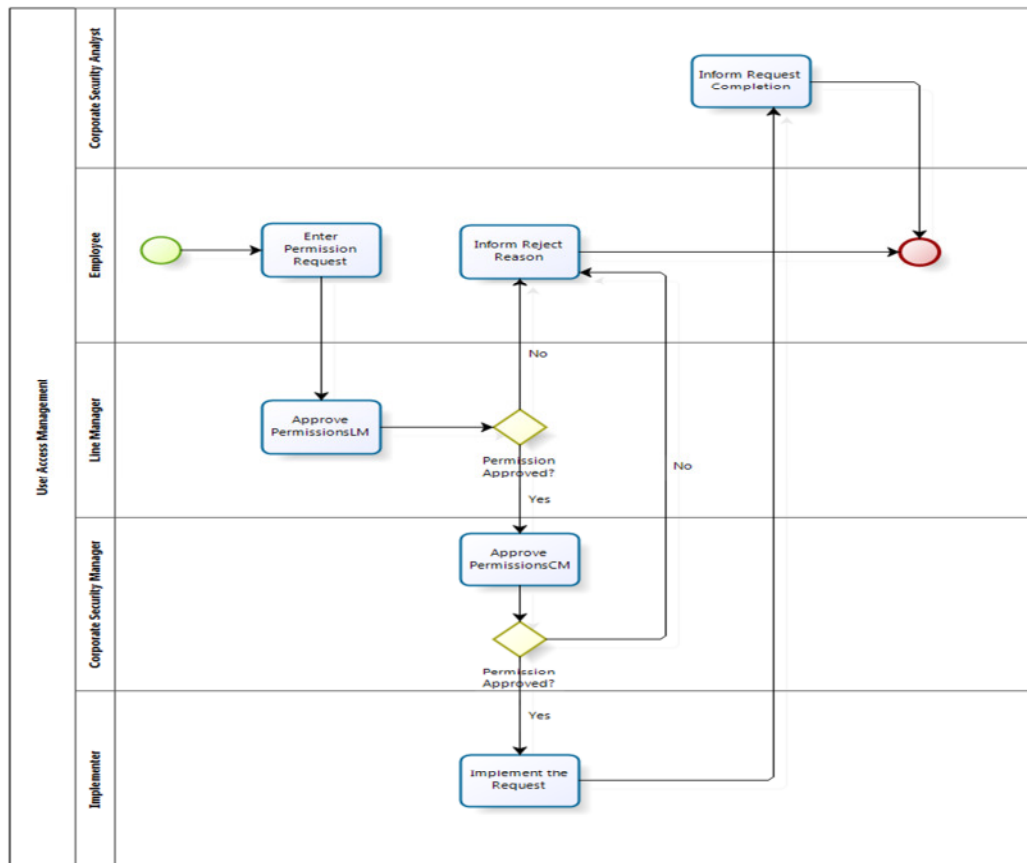 User Access Management
Corporate Security Analyst
Inform Request
Completion
Employee
Enter
Permission
Request
Inform Reject
Reason
No
Line Manager
Approve
PermissionsLM
Permission
Approved?
No
Yes
Corporate Security Manager
Approve
PermissionsCM
Permission
Approved?
Yes
Implementer
Implement the
Request